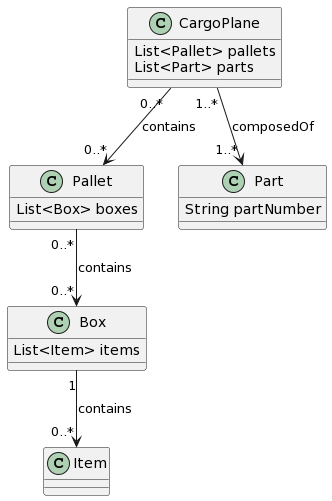 C CargoPlane
List<Pallet> pallets
List<Part> parts
0..* 1..*
contains composedOf
0..* 1..*
C Pallet
List<Box> boxes
C Part
String partNumber
0..*
contains
0..*
C Box
List<Item> items
1
contains
0..*
C Item